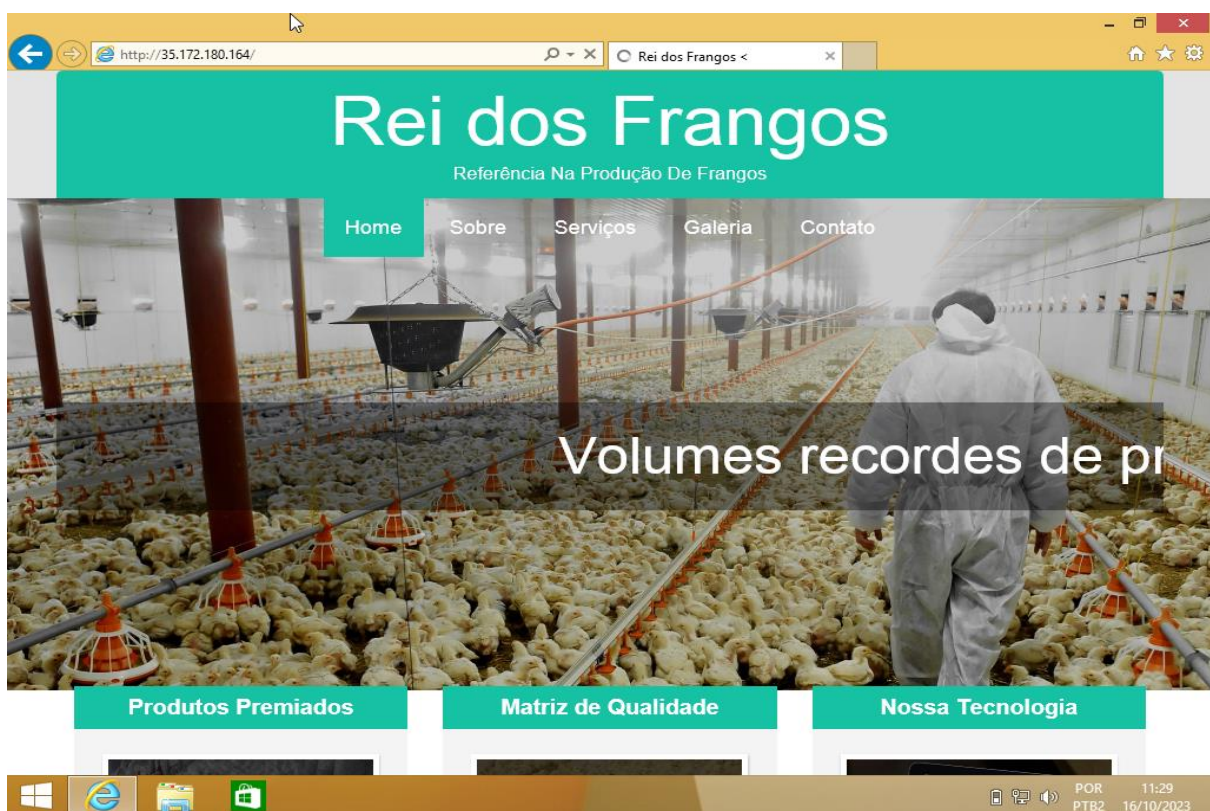 http://35.172.180.164/
Rei dos Frangos <
Rei dos Frangos
Referência Na Produção De Frangos
Home Sobre Serviços Galeria Contato
Volumes recordes de pr
Produtos Premiados Matriz de Qualidade Nossa Tecnologia
POR 11:29
PTB2 16/10/2023